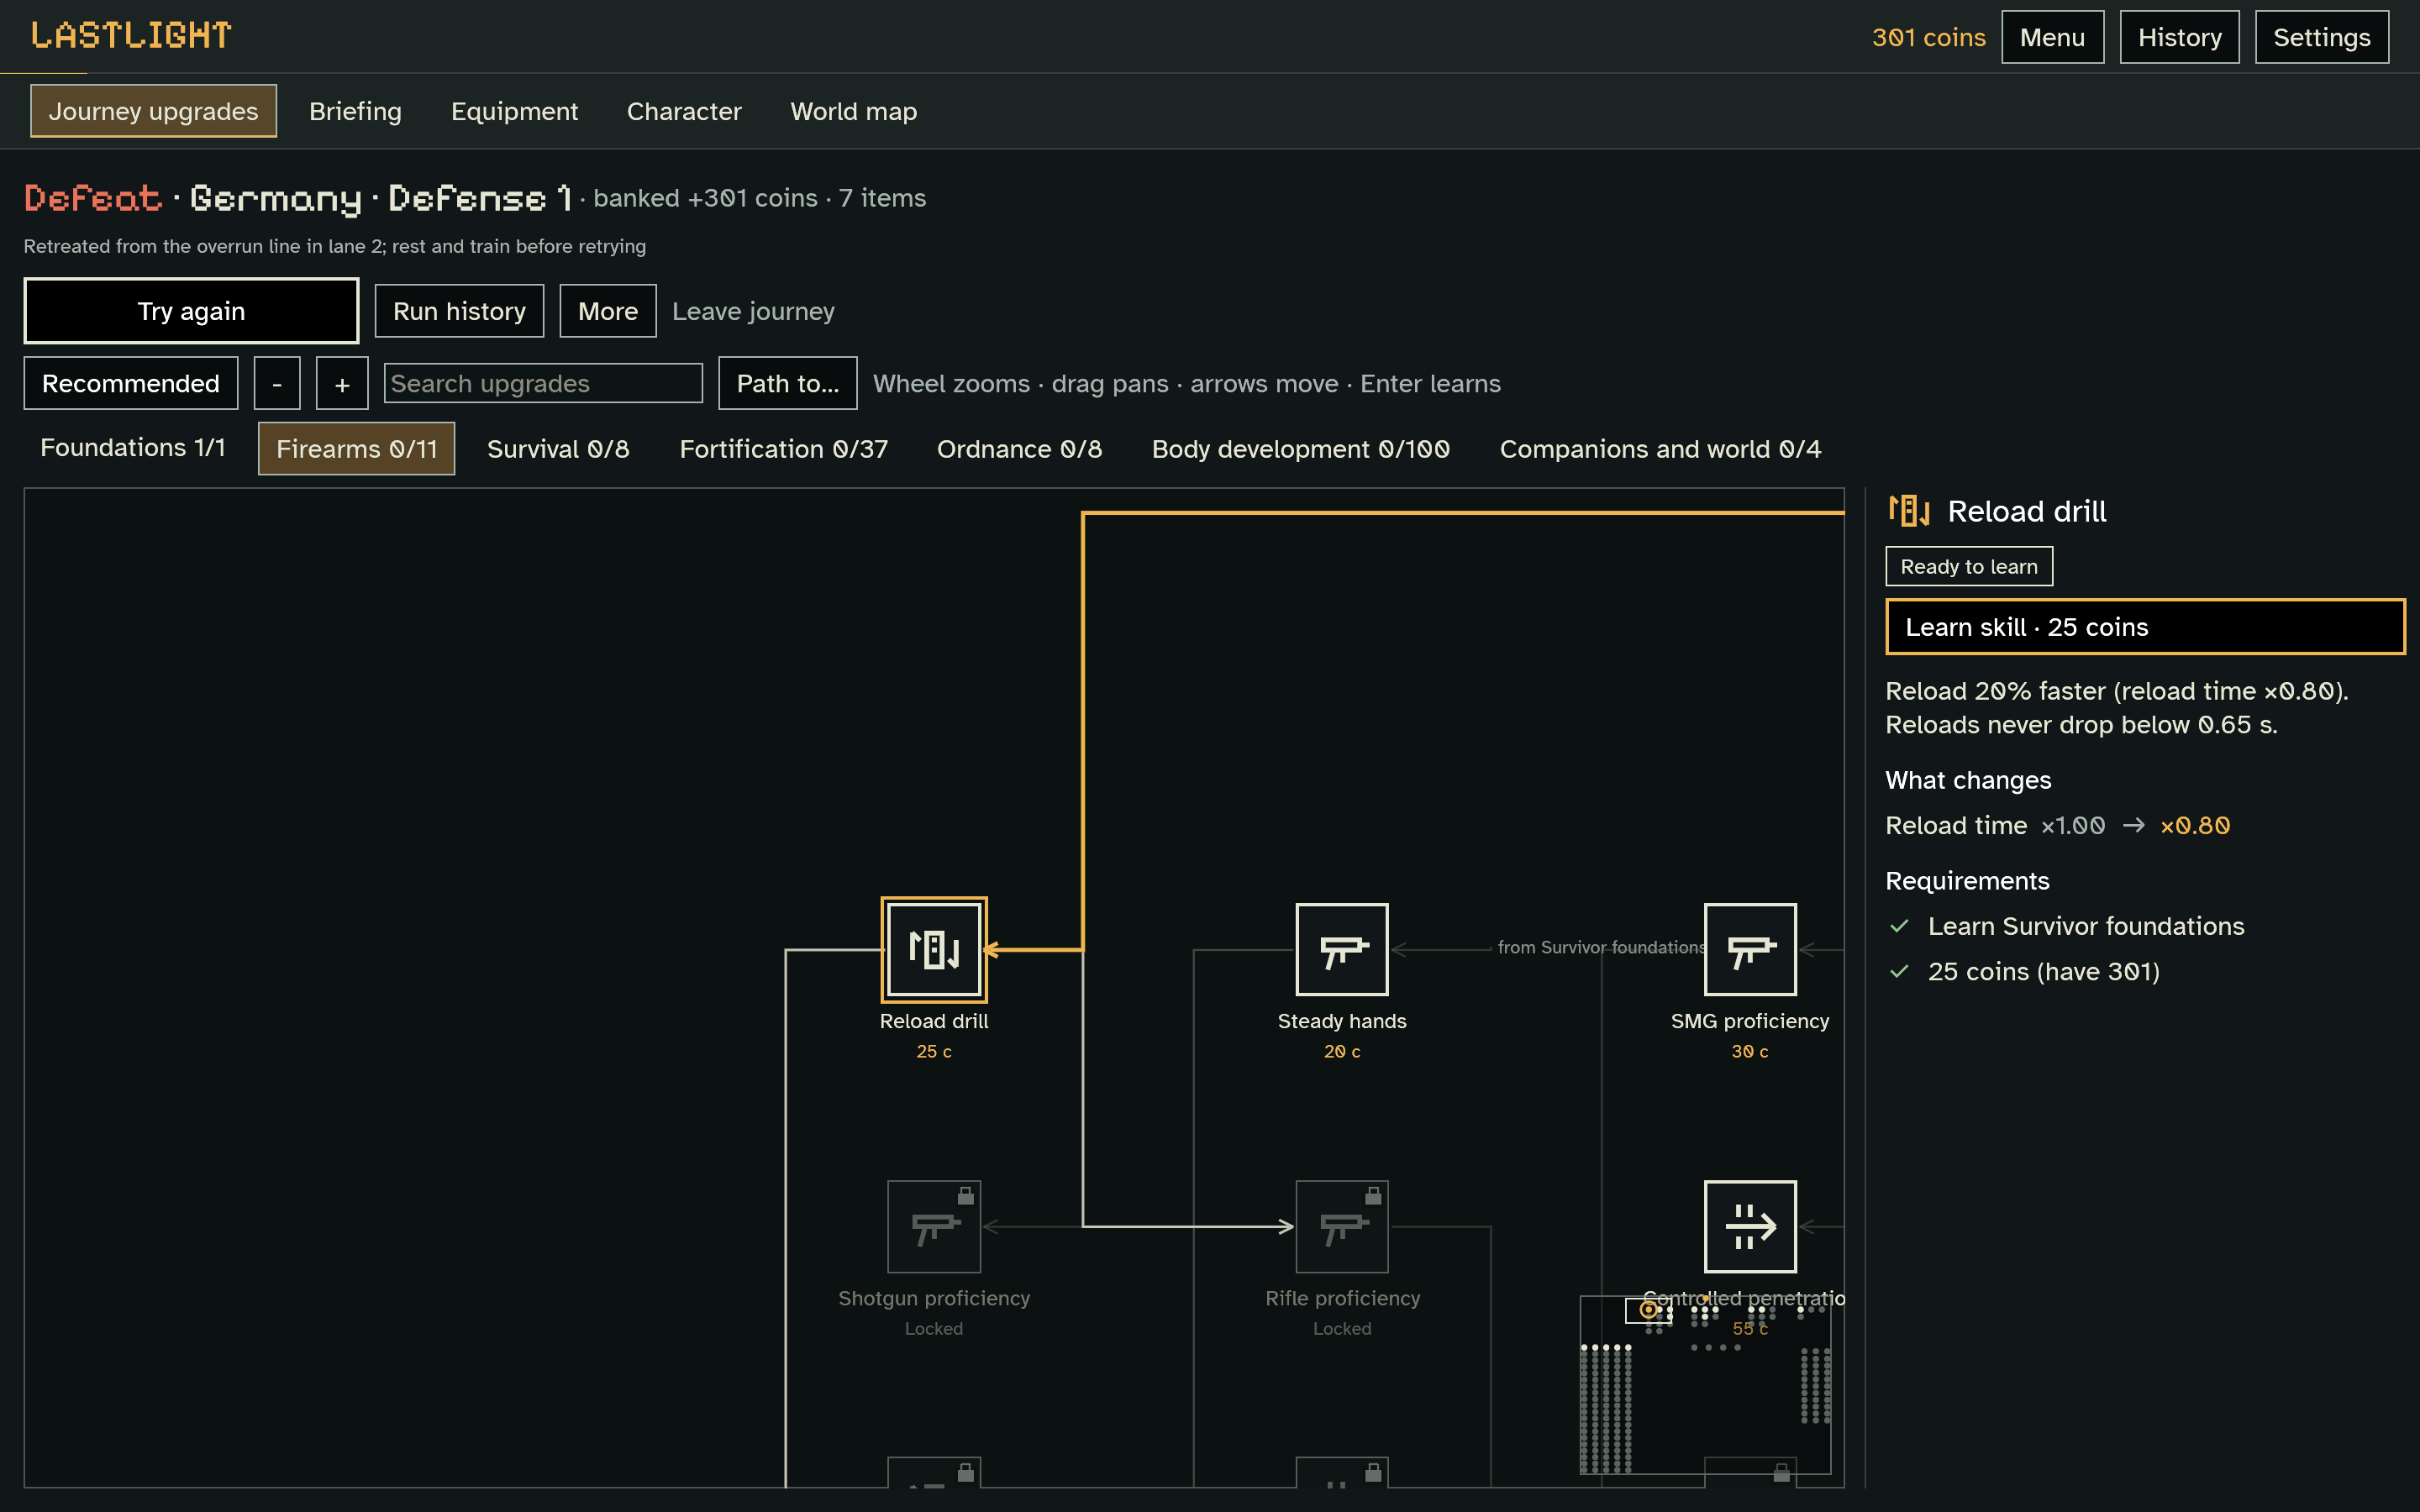 LASTLIGHT
301 coins
Menu
History
Settings
Journey upgrades
Briefing
Equipment
Character
World map
Defeat · Germany · Defense 1 · banked +301 coins · 7 items
Retreated from the overrun line in lane 2; rest and train before retrying
Try again
Run history
More
Leave journey
Recommended
-
+
Search upgrades
Path to...
Wheel zooms · drag pans · arrows move · Enter learns
Foundations 1/1
Firearms 0/11
Survival 0/8
Fortification 0/37
Ordnance 0/8
Body development 0/100
Companions and world 0/4
from Survivor foundations
Reload drill
25 c
Steady hands
20 c
SMG proficiency
30 c
Shotgun proficiency
Locked
Rifle proficiency
Locked
Controlled penetratio
55 c
Reload drill
Ready to learn
Learn skill · 25 coins
Reload 20% faster (reload time ×0.80).
Reloads never drop below 0.65 s.
What changes
Reload time ×1.00 → ×0.80
Requirements
✓ Learn Survivor foundations
✓ 25 coins (have 301)